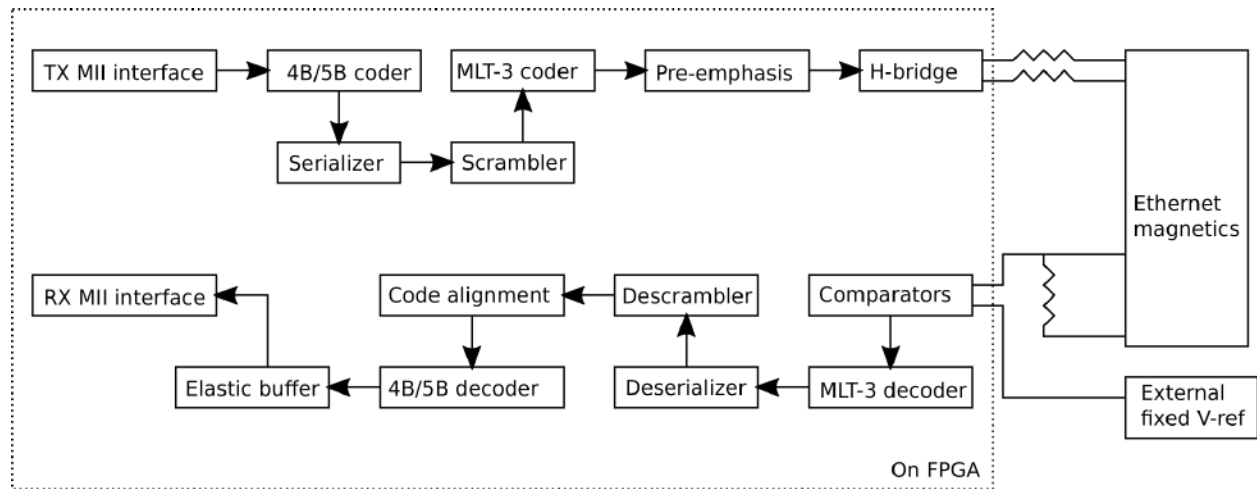 TX MII interface
4B/5B coder
MLT-3 coder
Pre-emphasis
H-bridge
Serializer
Scrambler
Ethernet
magnetics
RX MII interface
Code alignment
Descrambler
Comparators
Elastic buffer
4B/5B decoder
Deserializer
MLT-3 decoder
External
fixed V-ref
On FPGA